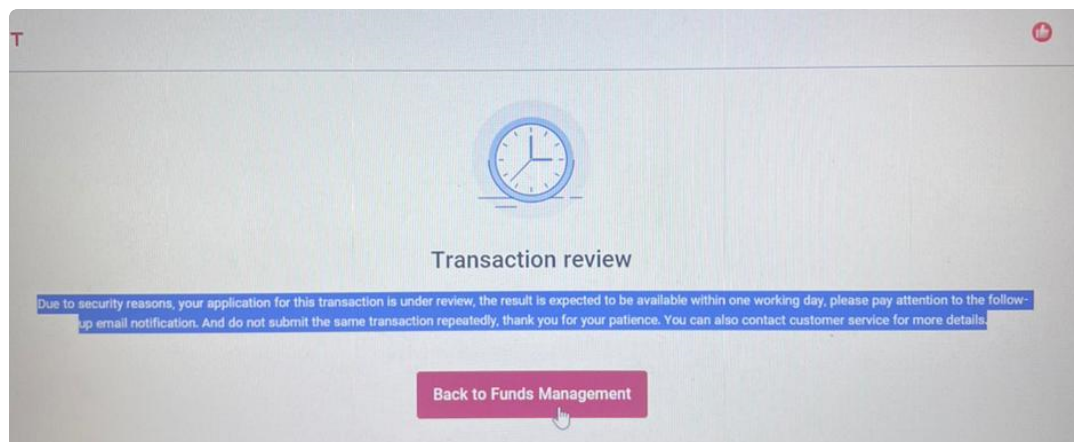 T
Transaction review
Due to security reasons, your application for this transaction is under review, the result is expected to be available within one working day, please pay attention to the follow-
up email notification. And do not submit the same transaction repeatedly, thank you for your patience. You can also contact customer service for more details.
Back to Funds Management